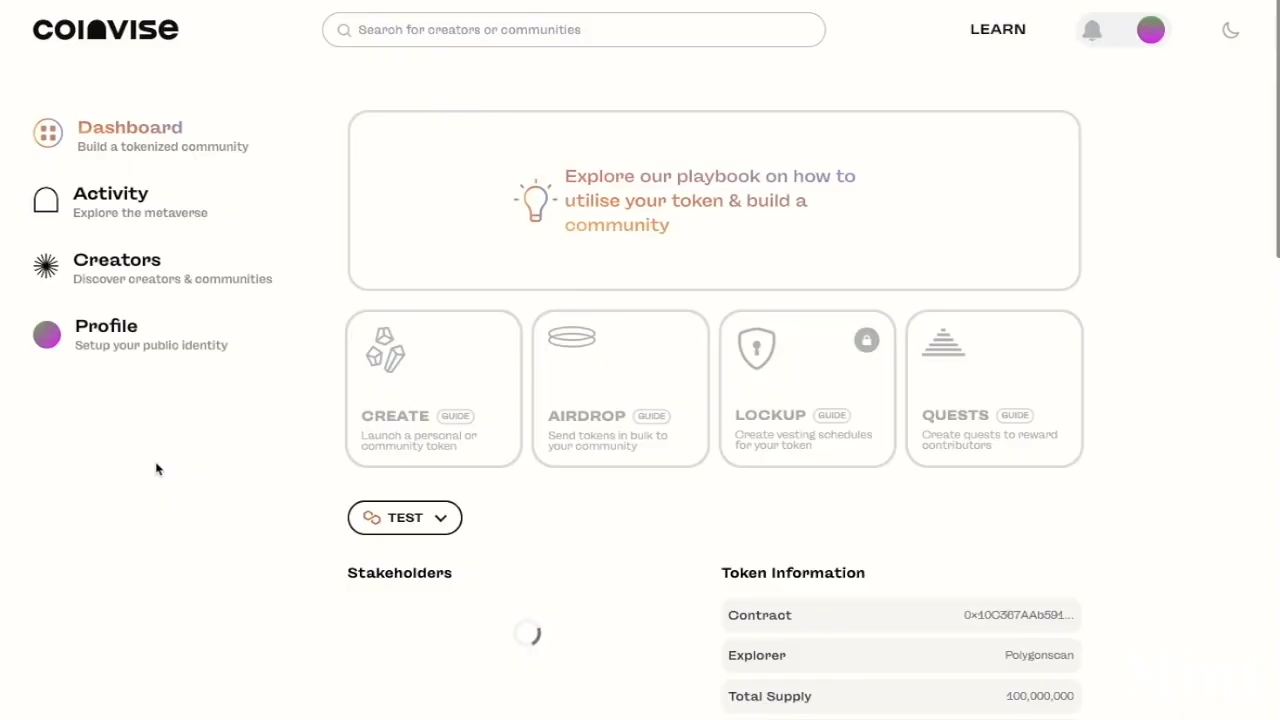 COINVISE
Search for creators or communities
LEARN
Dashboard
Build a tokenized community
Activity
Explore the metaverse
Creators
Discover creators & communities
Profile
Setup your public identity
Explore our playbook on how to
utilise your token & build a
community
CREATE GUIDE
Launch a personal or
community token
AIRDROP GUIDE
Send tokens in bulk to
your community
LOCKUP GUIDE
Create vesting schedules
for your token
QUESTS GUIDE
Create quests to reward
contributors
TEST
Stakeholders
Token Information
Contract 0x10C367AAb591...
Explorer Polygonscan
Total Supply 100,000,000